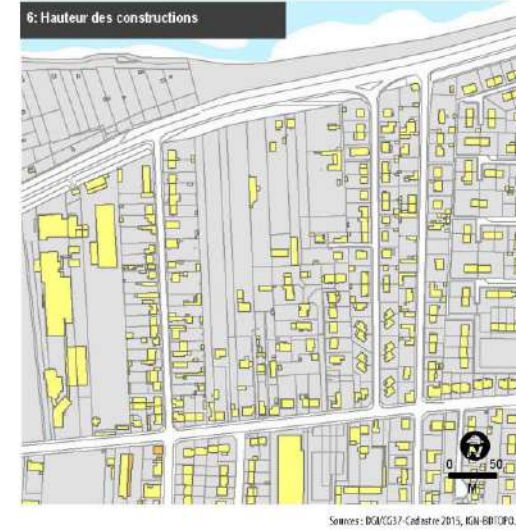 6: Hauteur des constructions
N
0 50
M
Sources: DGI/CG37-Cadastre 2015, IGN-BDTOPO